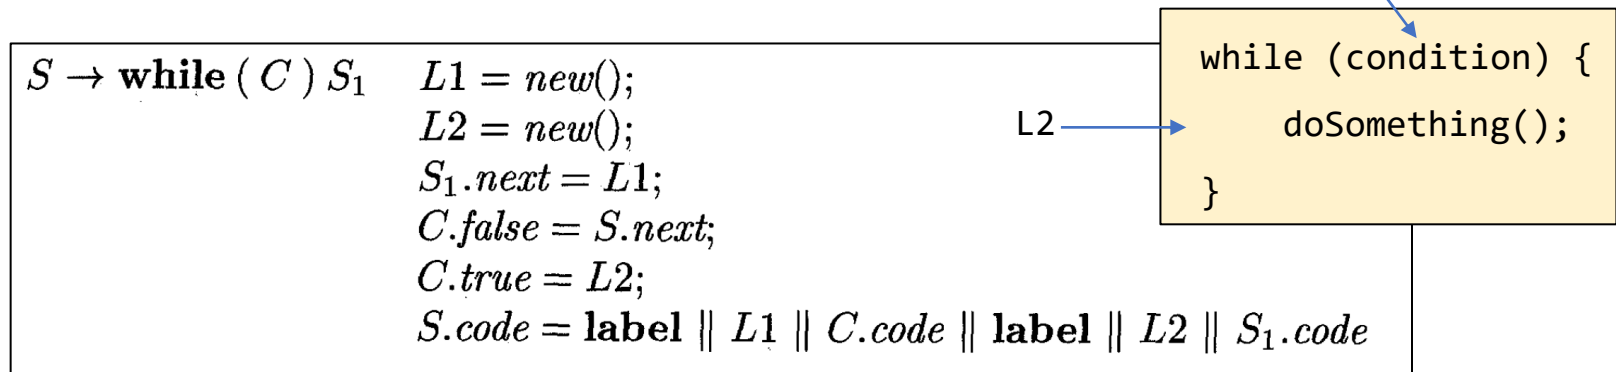 S → while ( C ) S₁ L1 = new();
L2 = new();
S₁.next = L1;
C.false = S.next;
C.true = L2;
S.code = label || L1 || C.code || label || L2 || S₁.code
L2
while (condition) {
doSomething();
}